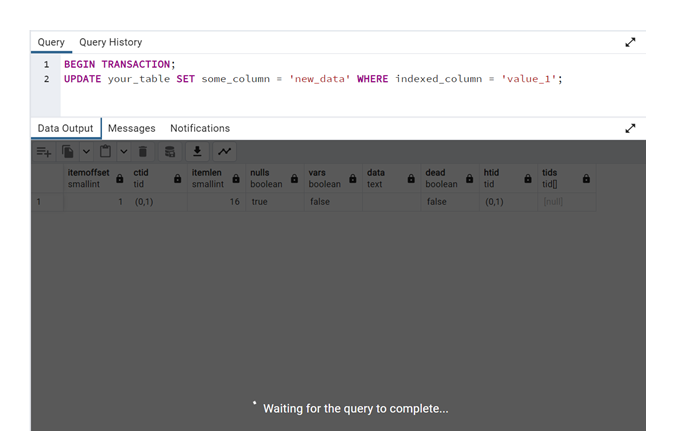 Query Query History
1 BEGIN TRANSACTION;
2 UPDATE your_table SET some_column = 'new_data' WHERE indexed_column = 'value_1';
Data Output Messages Notifications
itemoffset ctid itemlen nulls vars data dead htid tids
smallint tid smallint boolean boolean text boolean tid tid[]
1 1 (0,1) 16 true false false (0,1) [null]
Waiting for the query to complete...